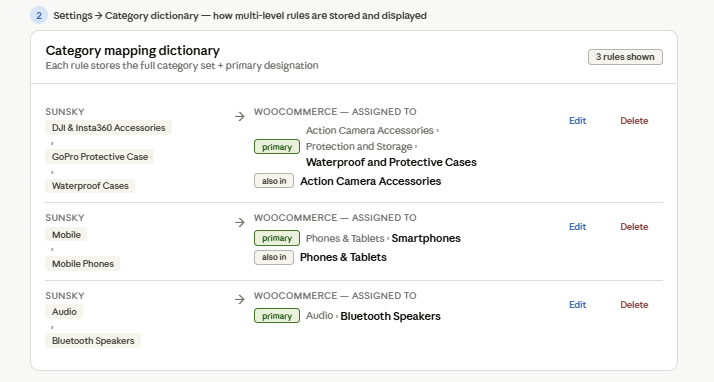 2 Settings → Category dictionary — how multi-level rules are stored and displayed
Category mapping dictionary
Each rule stores the full category set + primary designation
3 rules shown
SUNSKY
DJI & Insta360 Accessories
›
GoPro Protective Case
›
Waterproof Cases
→
WOOCOMMERCE — ASSIGNED TO
primary Action Camera Accessories ›
Protection and Storage ›
Waterproof and Protective Cases
also in Action Camera Accessories
Edit Delete
SUNSKY
Mobile
›
Mobile Phones
→
WOOCOMMERCE — ASSIGNED TO
primary Phones & Tablets › Smartphones
also in Phones & Tablets
Edit Delete
SUNSKY
Audio
›
Bluetooth Speakers
→
WOOCOMMERCE — ASSIGNED TO
primary Audio › Bluetooth Speakers
Edit Delete